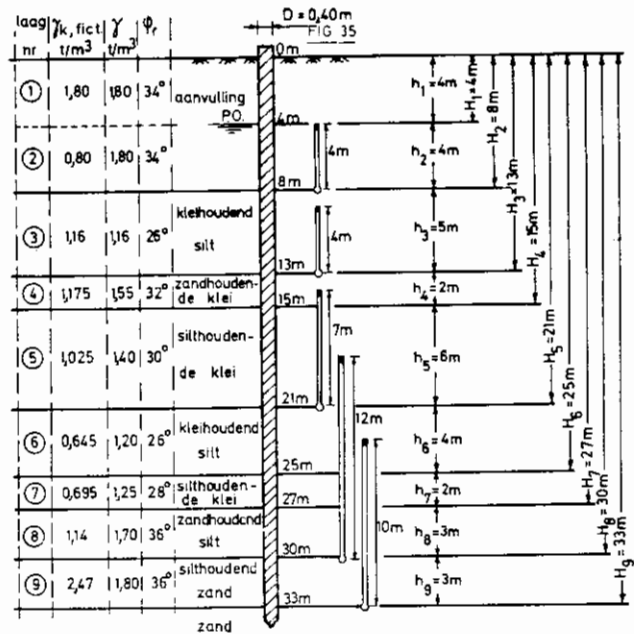 D = 0,40m
FIG 35
laag nr γk, fict. t/m³ γ t/m³ φr
0m
① 1,80 1,80 34° aanvulling
P.O.
4m
② 0,80 1,80 34°
8m
③ 1,16 1,16 26° kleihoudend silt
13m
④ 1,175 1,55 32° zandhouden-de klei
15m
⑤ 1,025 1,40 30° silthouden-de klei
21m
⑥ 0,645 1,20 26° kleihoudend silt
25m
⑦ 0,695 1,25 28° silthouden-de klei
27m
⑧ 1,14 1,70 36° zandhoudend silt
30m
⑨ 2,47 1,80 36° silthoudend zand
33m
zand
4m
4m
7m
12m
10m
h₁ = 4m
h₂ = 4m
h₃ = 5m
h₄ = 2m
h₅ = 6m
h₆ = 4m
h₇ = 2m
h₈ = 3m
h₉ = 3m
H₁ = 4m
H₂ = 8m
H₃ = 13m
H₄ = 15m
H₅ = 21m
H₆ = 25m
H₇ = 27m
H₈ = 30m
H₉ = 33m